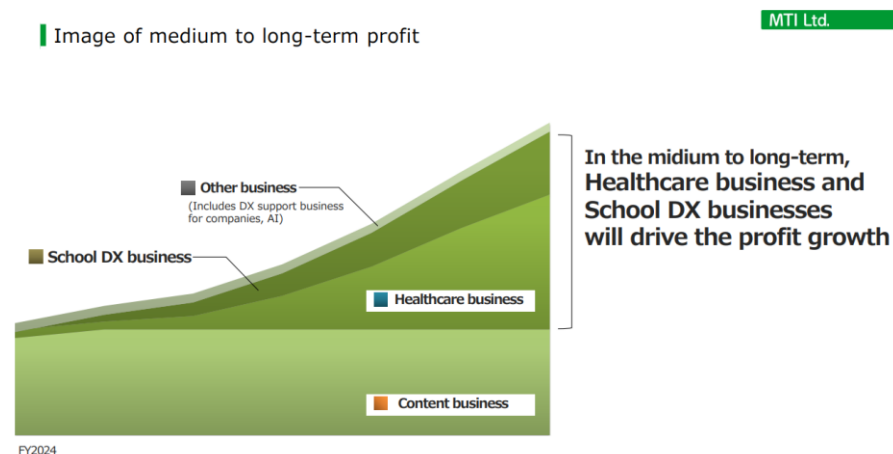 MTI Ltd.
Image of medium to long-term profit
Other business
(Includes DX support business
for companies, AI)
School DX business
Healthcare business
Content business
FY2024
In the midium to long-term,
Healthcare business and
School DX businesses
will drive the profit growth